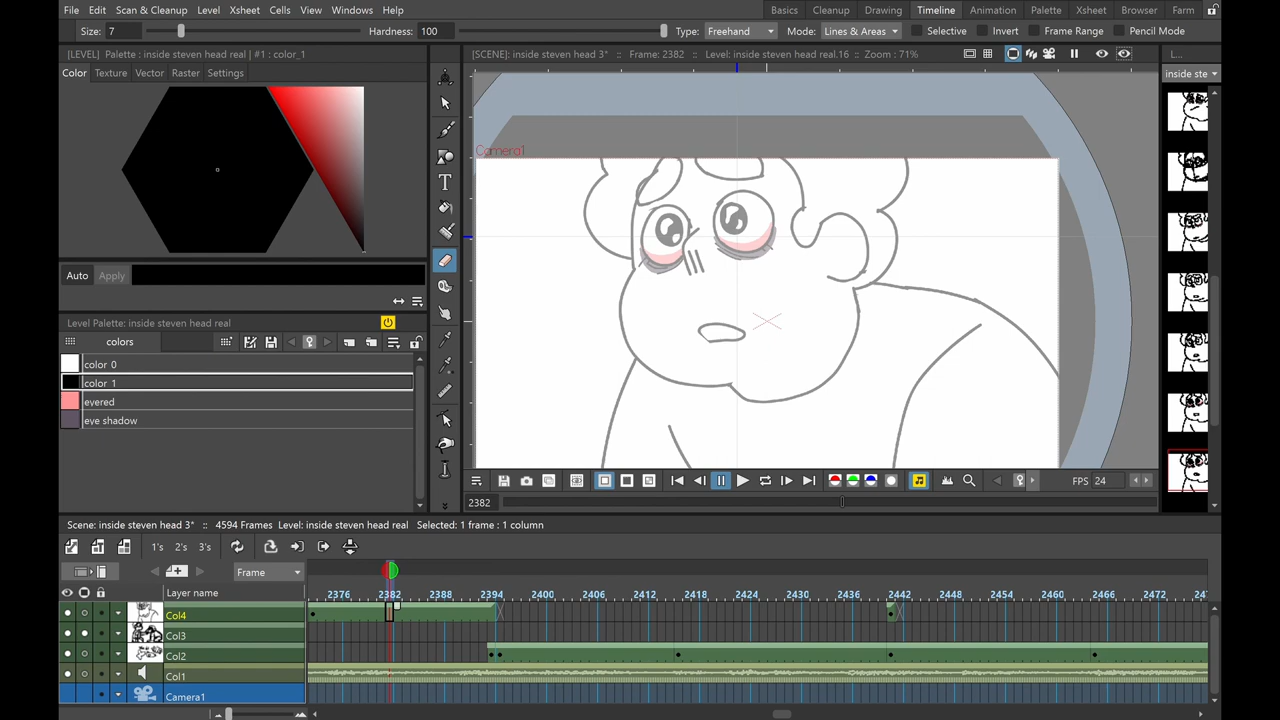 File Edit Scan & Cleanup Level Xsheet Cells View Windows Help Basics Cleanup Drawing Timeline Animation Palette Xsheet Browser Farm
Size: 7 Hardness: 100 Type: Freehand Mode: Lines & Areas Selective Invert Frame Range Pencil Mode
[LEVEL] Palette: inside steven head real | #1 : color_1 [SCENE]: inside steven head 3* :: Frame: 2382 :: Level: inside steven head real.16 :: Zoom : 71% L...
Color Texture Vector Raster Settings inside ste
Camera1
Auto Apply
Level Palette: inside steven head real
colors
color 0
color 1
eyered
eye shadow
FPS 24
2382
Scene: inside steven head 3* :: 4594 Frames Level: inside steven head real Selected: 1 frame : 1 column
1's 2's 3's
Frame
Layer name 2376 2382 2388 2394 2400 2406 2412 2418 2424 2430 2436 2442 2448 2454 2460 2466 2472 247
Col4
Col3
Col2
Col1
Camera1